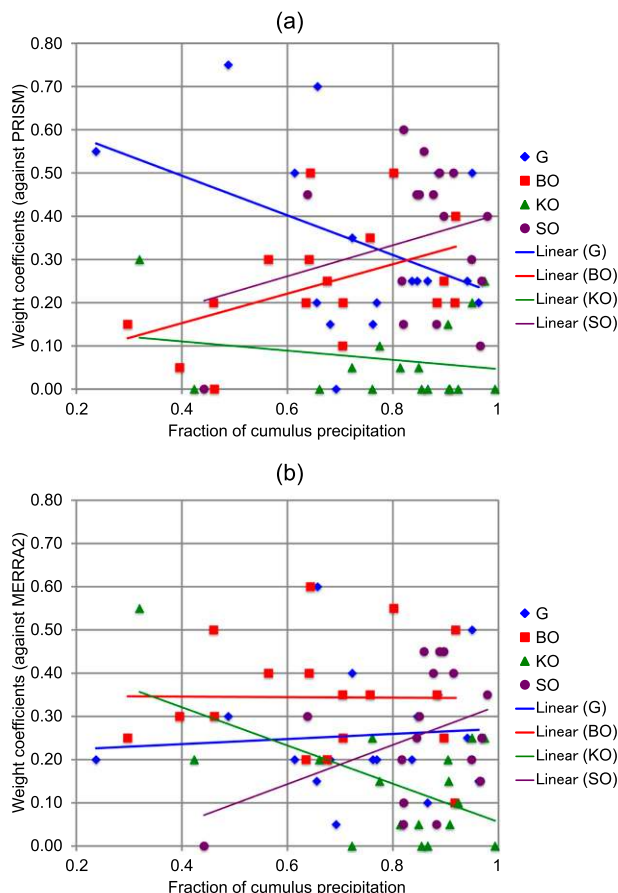 (a)
0.80
0.70
0.60
0.50
0.40
0.30
0.20
0.10
0.00
0.2
0.4
0.6
0.8
1
Weight coefficients (against PRISM)
Fraction of cumulus precipitation
G
BO
KO
SO
Linear (G)
Linear (BO)
Linear (KO)
Linear (SO)
(b)
0.80
0.70
0.60
0.50
0.40
0.30
0.20
0.10
0.00
0.2
0.4
0.6
0.8
1
Weight coefficients (against MERRA2)
Fraction of cumulus precipitation
G
BO
KO
SO
Linear (G)
Linear (BO)
Linear (KO)
Linear (SO)